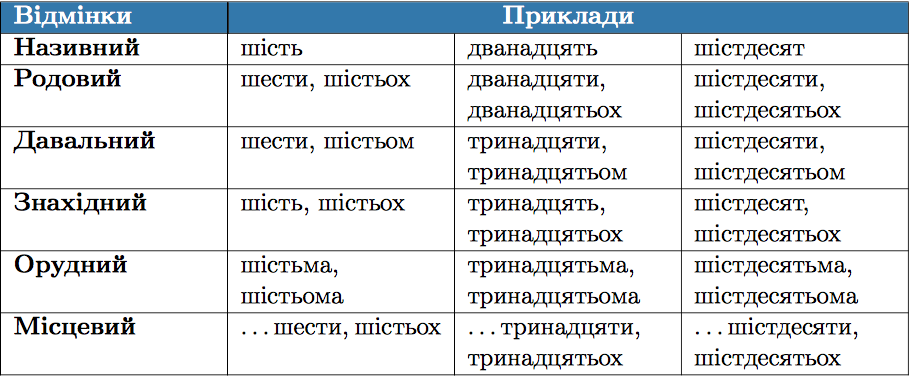 Відмінки Приклади
Називний шість дванадцять шістдесят
Родовий шести, шістьох дванадцяти, шістдесяти,
дванадцятьох шістдесятьох
Давальний шести, шістьом тринадцяти, шістдесяти,
тринадцятьом шістдесятьом
Знахідний шість, шістьох тринадцять, шістдесят,
тринадцятьох шістдесятьох
Орудний шістьма, тринадцятьма, шістдесятьма,
шістьома тринадцятьома шістдесятьома
Місцевий ...шести, шістьох ...тринадцяти, ...шістдесяти,
тринадцятьох шістдесятьох